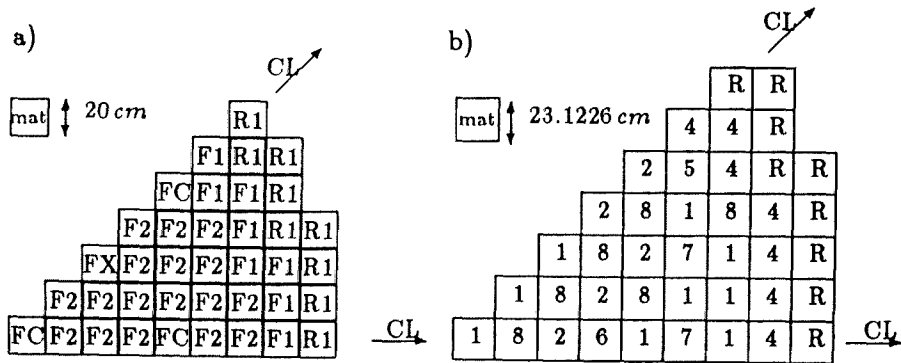 a)
CL
mat
20 cm
R1
F1 R1 R1
FC F1 F1 R1
F2 F2 F2 F1 R1 R1
FX F2 F2 F2 F1 F1 R1
F2 F2 F2 F2 F2 F2 F1 R1
FC F2 F2 F2 FC F2 F2 F1 R1
CL
b)
CL
mat
23.1226 cm
R R
4 4 R
2 5 4 R R
2 8 1 8 4 R
1 8 2 7 1 4 R
1 8 2 8 1 1 4 R
1 8 2 6 1 7 1 4 R
CL